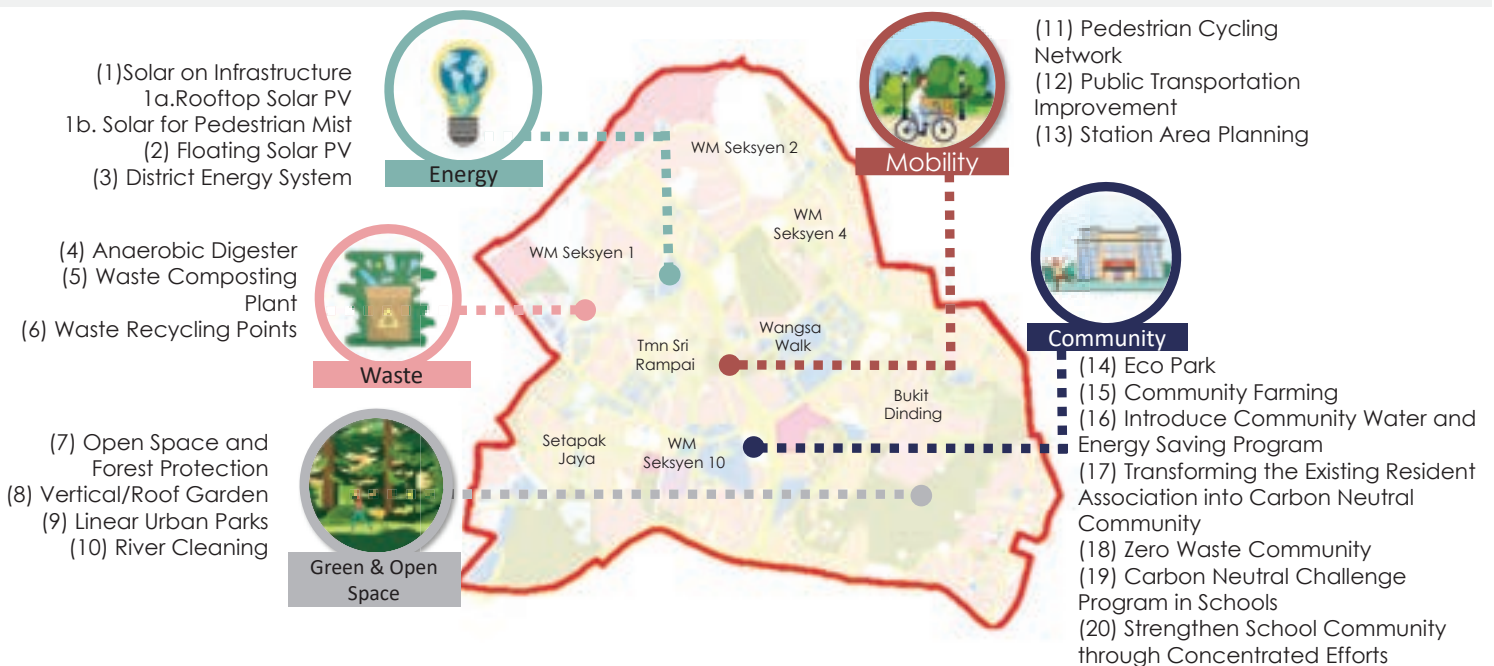 (1)Solar on Infrastructure
1a.Rooftop Solar PV
1b. Solar for Pedestrian Mist
(2) Floating Solar PV
(3) District Energy System
Energy
(4) Anaerobic Digester
(5) Waste Composting
Plant
(6) Waste Recycling Points
Waste
(7) Open Space and
Forest Protection
(8) Vertical/Roof Garden
(9) Linear Urban Parks
(10) River Cleaning
Green & Open
Space
WM Seksyen 2
WM
Seksyen 4
WM Seksyen 1
Wangsa
Walk
Tmn Sri
Rampai
Bukit
Dinding
Setapak
Jaya
WM
Seksyen 10
Mobility
(11) Pedestrian Cycling
Network
(12) Public Transportation
Improvement
(13) Station Area Planning
Community
(14) Eco Park
(15) Community Farming
(16) Introduce Community Water and
Energy Saving Program
(17) Transforming the Existing Resident
Association into Carbon Neutral
Community
(18) Zero Waste Community
(19) Carbon Neutral Challenge
Program in Schools
(20) Strengthen School Community
through Concentrated Efforts